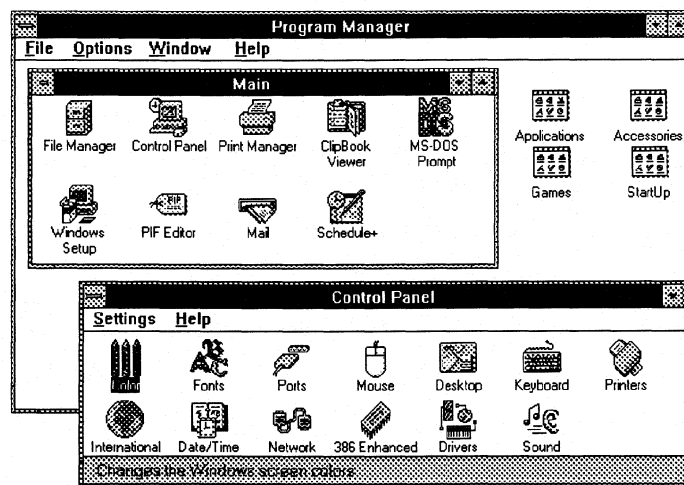 Program Manager
File Options Window Help
Main
File Manager Control Panel Print Manager ClipBook Viewer MS-DOS Prompt
Windows Setup PIF Editor Mail Schedule+
Applications Accessories
Games StartUp
Control Panel
Settings Help
Color Fonts Ports Mouse Desktop Keyboard Printers
International Date/Time Network 386 Enhanced Drivers Sound
Changes the Windows screen colors